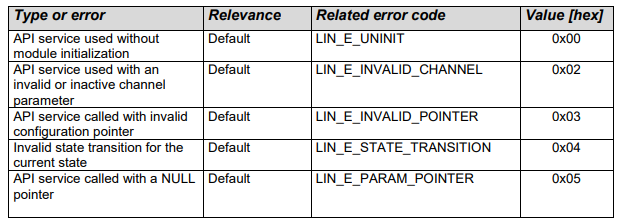 Type or error Relevance Related error code Value [hex]
API service used without Default LIN_E_UNINIT 0x00
module initialization
API service used with an Default LIN_E_INVALID_CHANNEL 0x02
invalid or inactive channel
parameter
API service called with invalid Default LIN_E_INVALID_POINTER 0x03
configuration pointer
Invalid state transition for the Default LIN_E_STATE_TRANSITION 0x04
current state
API service called with a NULL Default LIN_E_PARAM_POINTER 0x05
pointer